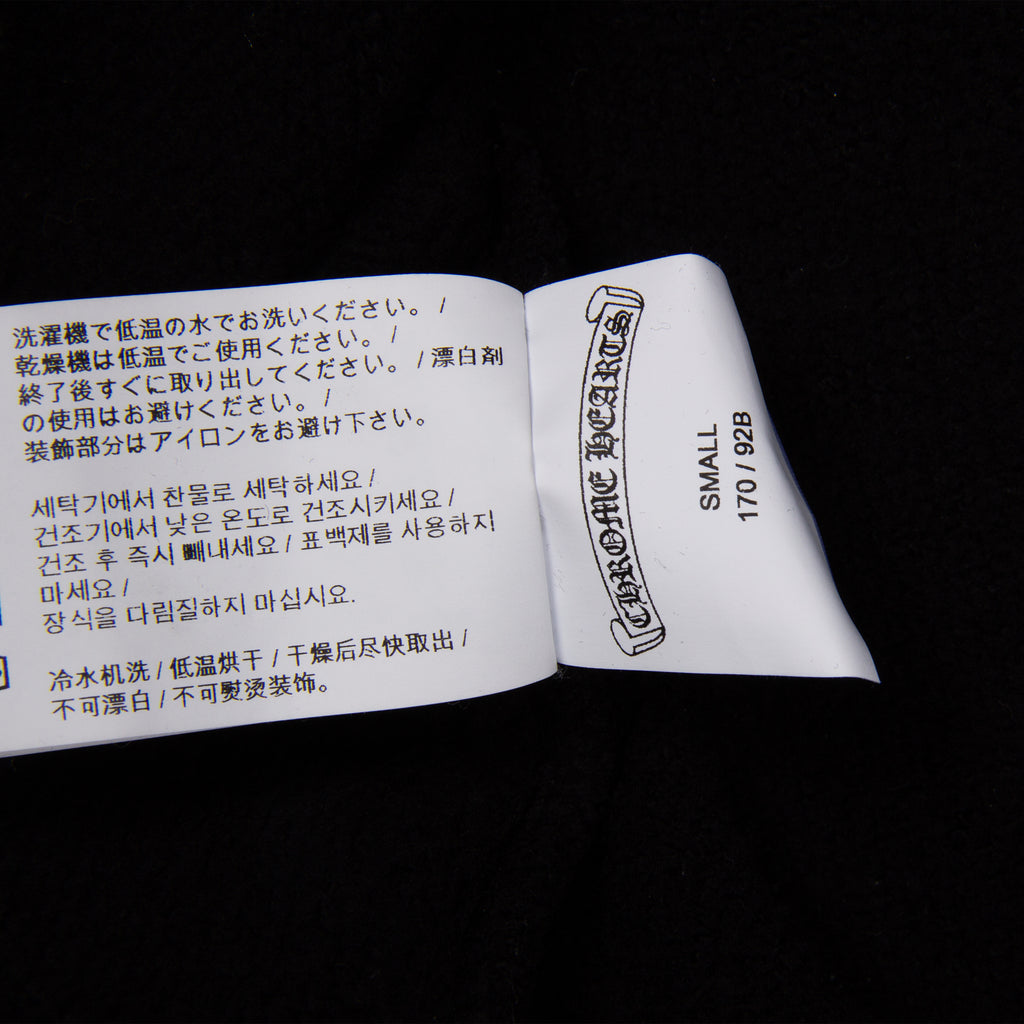 洗濯機で低温の水でお洗いください。 /
乾燥機は低温でご使用ください。 /
終了後すぐに取り出してください。 / 漂白剤
の使用はお避けください。 /
装飾部分はアイロンをお避け下さい。
세탁기에서 찬물로 세탁하세요 /
건조기에서 낮은 온도로 건조시키세요 /
건조 후 즉시 빼내세요 / 표백제를 사용하지
마세요 /
장식을 다림질하지 마십시요.
冷水机洗 / 低温烘干 / 干燥后尽快取出 /
不可漂白 / 不可熨烫装饰。
CHROME HEARTS
SMALL
170 / 92B